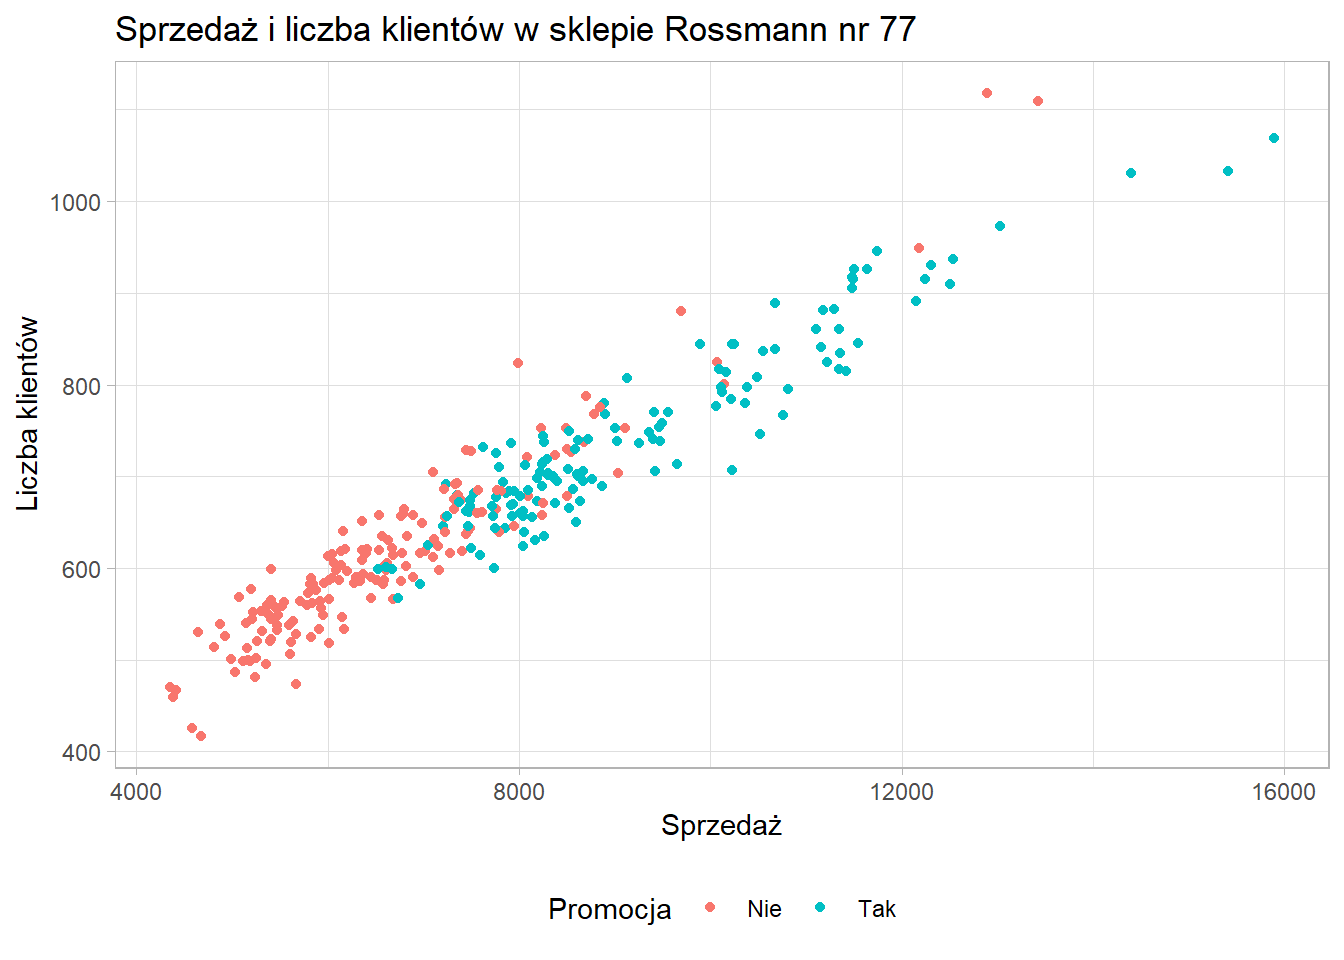 Sprzedaż i liczba klientów w sklepie Rossmann nr 77
Liczba klientów
1000
800
600
400
4000 8000 12000 16000
Sprzedaż
Promocja Nie Tak